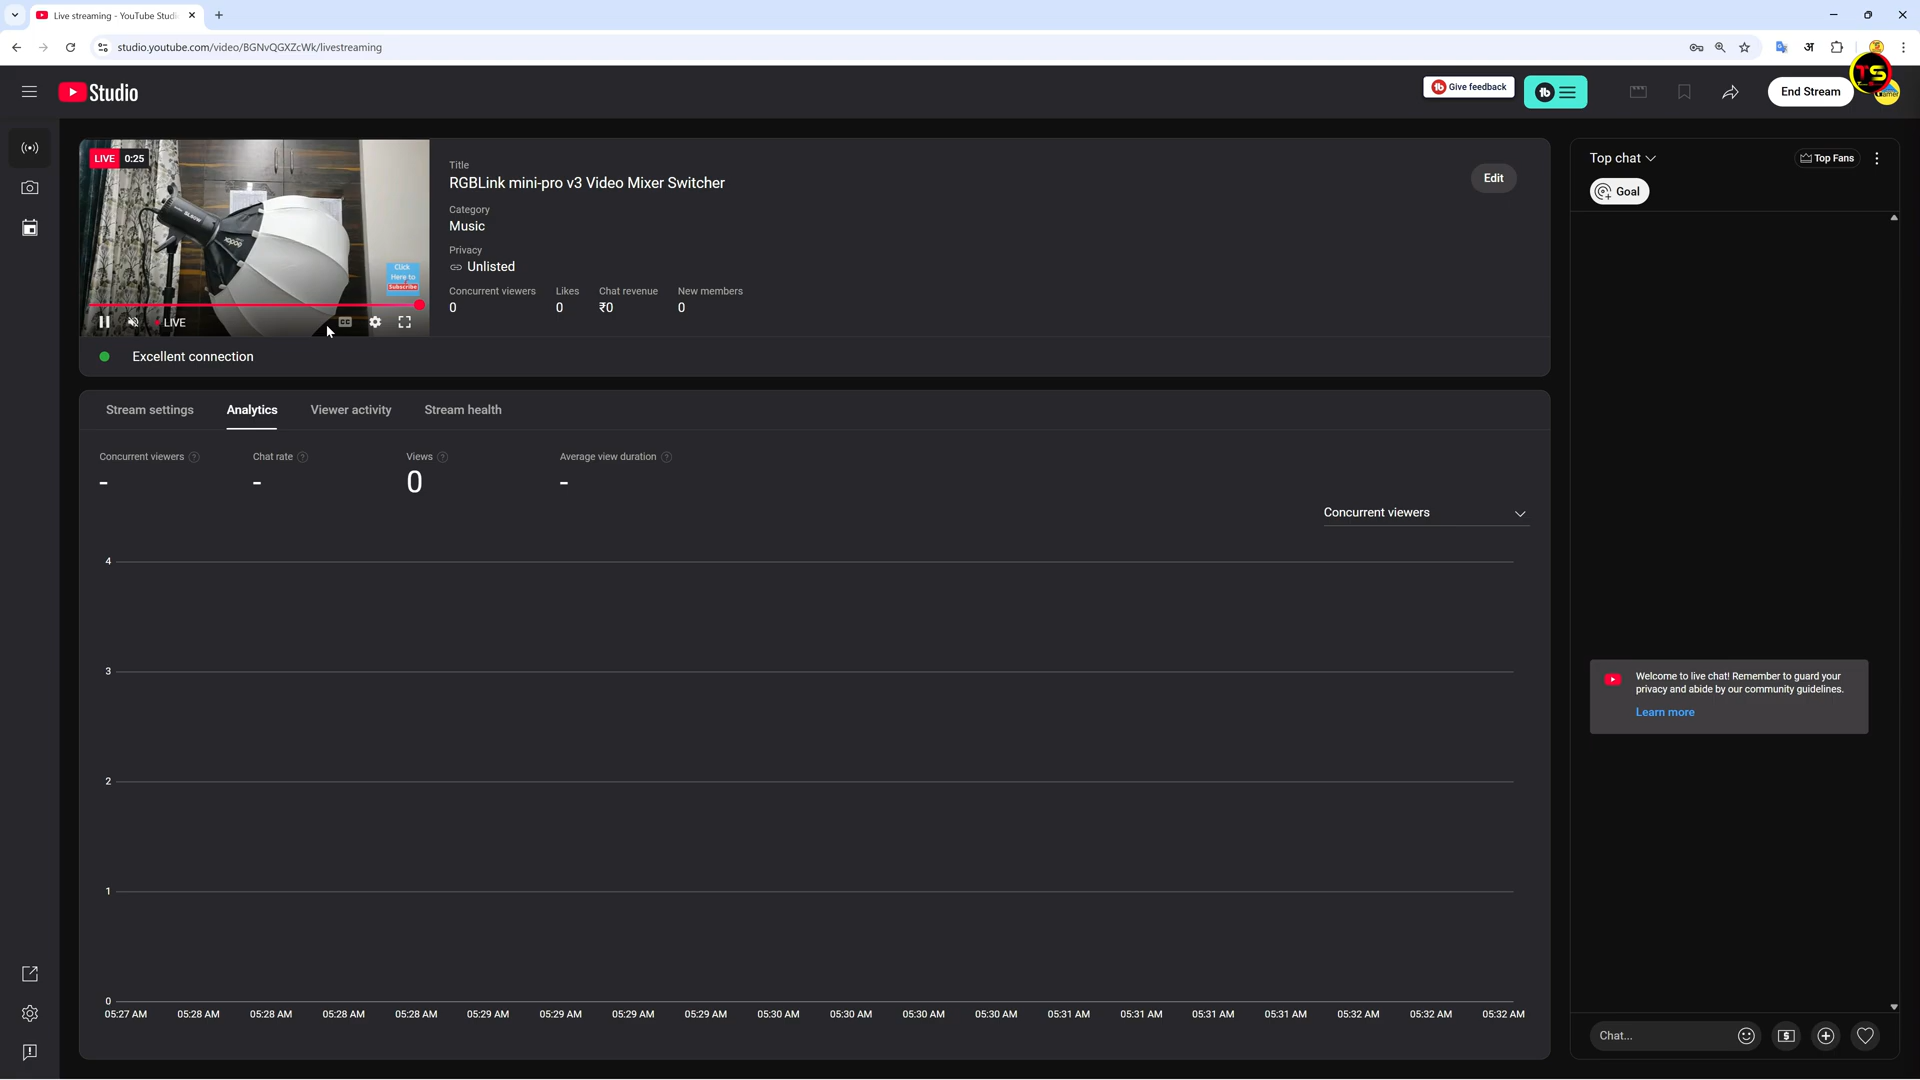 Live streaming - YouTube Studi
studio.youtube.com/video/BGNvQGXZcWk/livestreaming
अ
Studio
Give feedback
End Stream
TS
LIVE 0:25
Click
Here to
Subscribe
LIVE
Title
RGBLink mini-pro v3 Video Mixer Switcher
Category
Music
Privacy
Unlisted
Concurrent viewers Likes Chat revenue New members
0 0 ₹0 0
Edit
Excellent connection
Stream settings Analytics Viewer activity Stream health
Concurrent viewers Chat rate Views Average view duration
- - 0 -
Concurrent viewers
4
3
2
1
0
05:27 AM 05:28 AM 05:28 AM 05:28 AM 05:28 AM 05:29 AM 05:29 AM 05:29 AM 05:29 AM 05:30 AM 05:30 AM 05:30 AM 05:30 AM 05:31 AM 05:31 AM 05:31 AM 05:31 AM 05:32 AM 05:32 AM 05:32 AM
Top chat
Top Fans
Goal
Welcome to live chat! Remember to guard your
privacy and abide by our community guidelines.
Learn more
Chat...